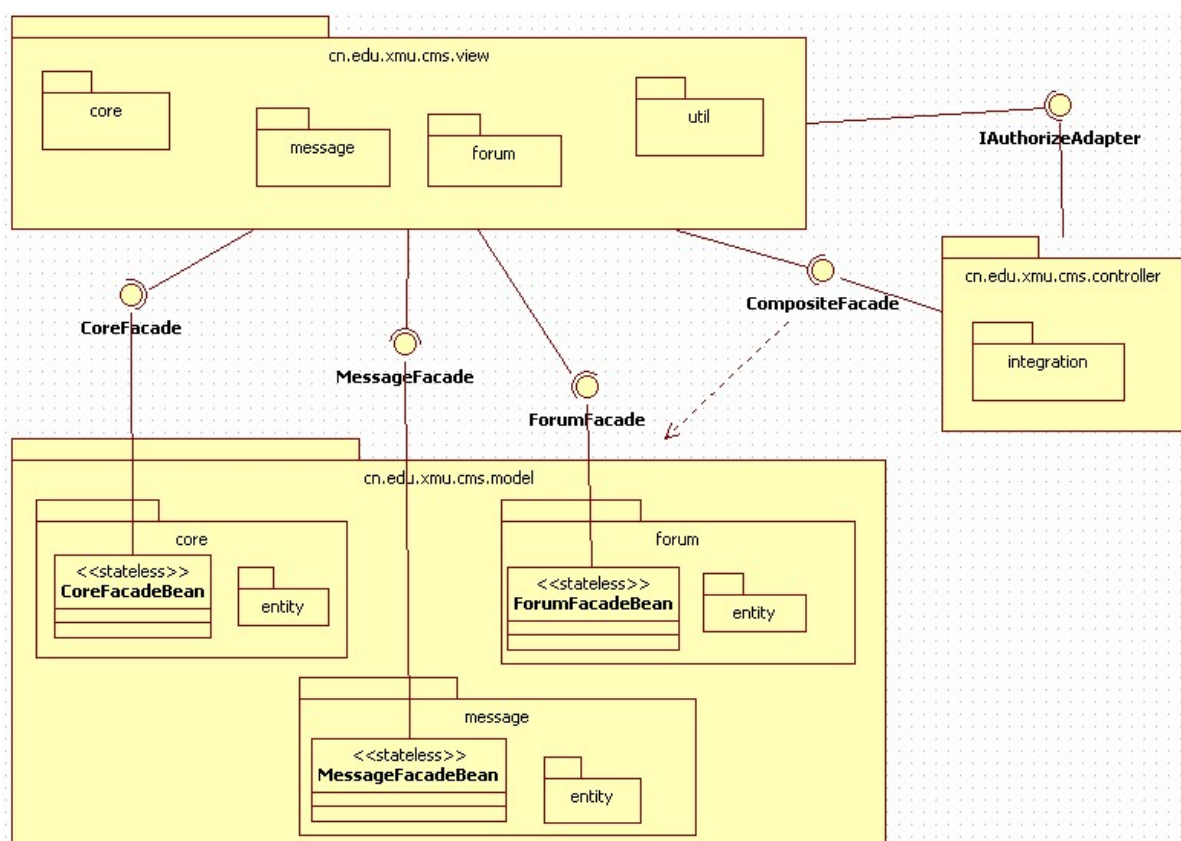 cn.edu.xmu.cms.view
core
message
forum
util
IAuthorizeAdapter
cn.edu.xmu.cms.controller
integration
CoreFacade
MessageFacade
ForumFacade
CompositeFacade
cn.edu.xmu.cms.model
core
<<stateless>>
CoreFacadeBean
entity
forum
<<stateless>>
ForumFacadeBean
entity
message
<<stateless>>
MessageFacadeBean
entity